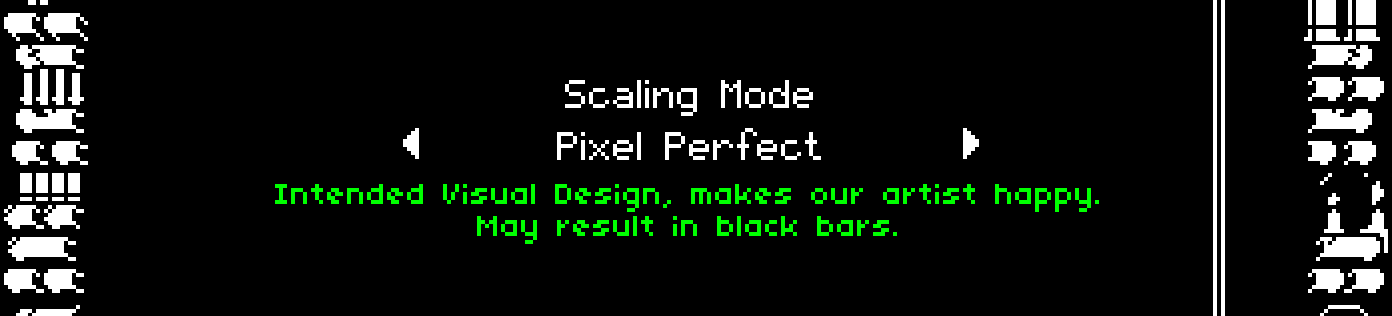 Scaling Mode
Pixel Perfect
Intended Visual Design, makes our artist happy.
May result in black bars.